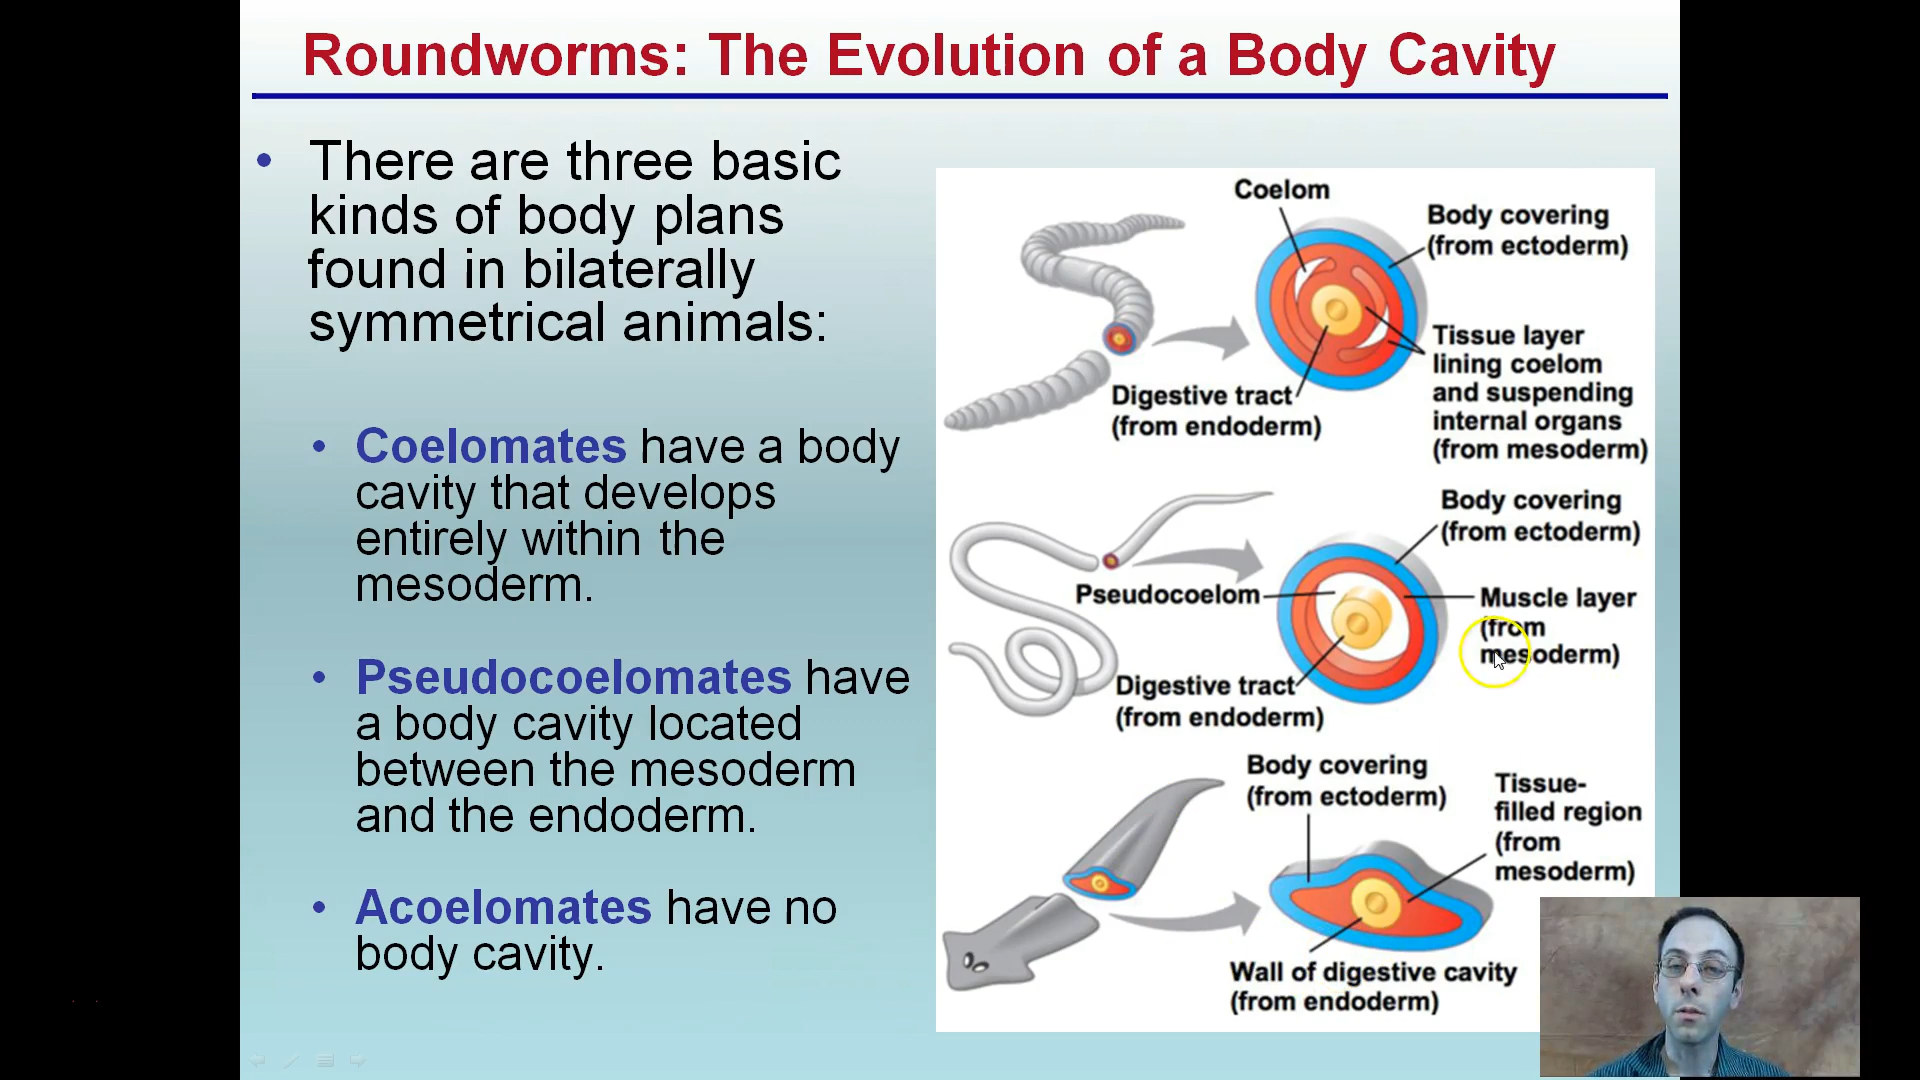 Roundworms: The Evolution of a Body Cavity
• There are three basic
kinds of body plans
found in bilaterally
symmetrical animals:
• Coelomates have a body
cavity that develops
entirely within the
mesoderm.
• Pseudocoelomates have
a body cavity located
between the mesoderm
and the endoderm.
• Acoelomates have no
body cavity.
Coelom
Body covering
(from ectoderm)
Tissue layer
lining coelom
and suspending
internal organs
(from mesoderm)
Digestive tract
(from endoderm)
Body covering
(from ectoderm)
Pseudocoelom
Muscle layer
(from
mesoderm)
Digestive tract
(from endoderm)
Body covering
(from ectoderm)
Tissue-
filled region
(from
mesoderm)
Wall of digestive cavity
(from endoderm)